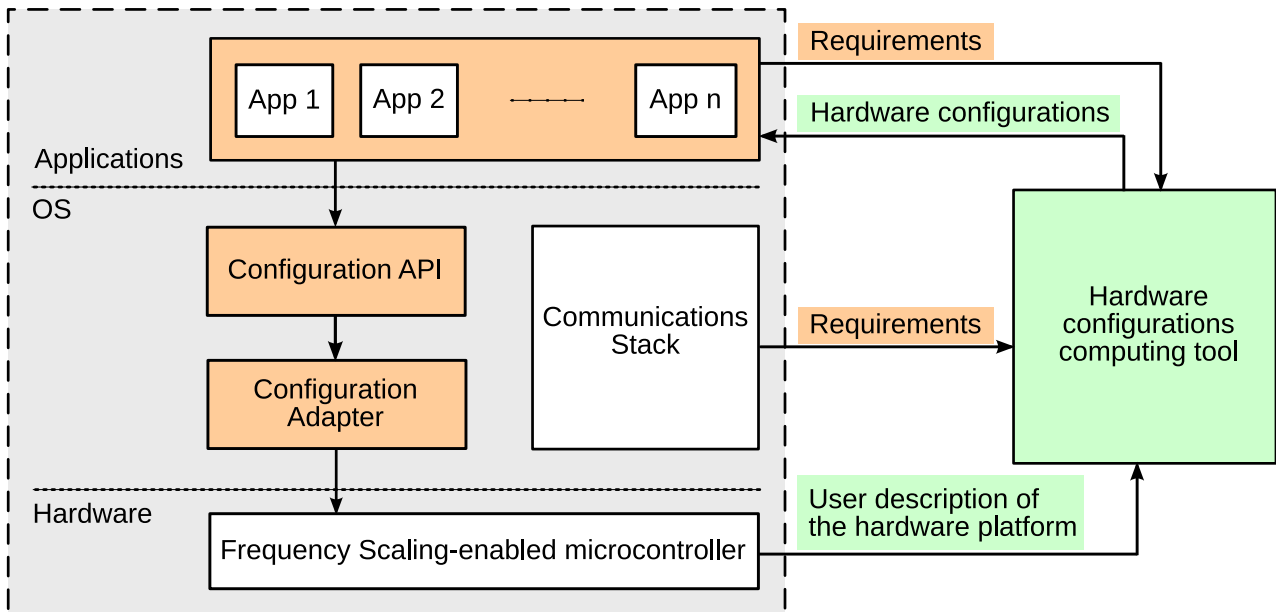 Requirements
App 1
App 2
App n
Hardware configurations
Applications
OS
Configuration API
Communications
Stack
Requirements
Hardware
configurations
computing tool
Configuration
Adapter
Hardware
User description of
the hardware platform
Frequency Scaling-enabled microcontroller